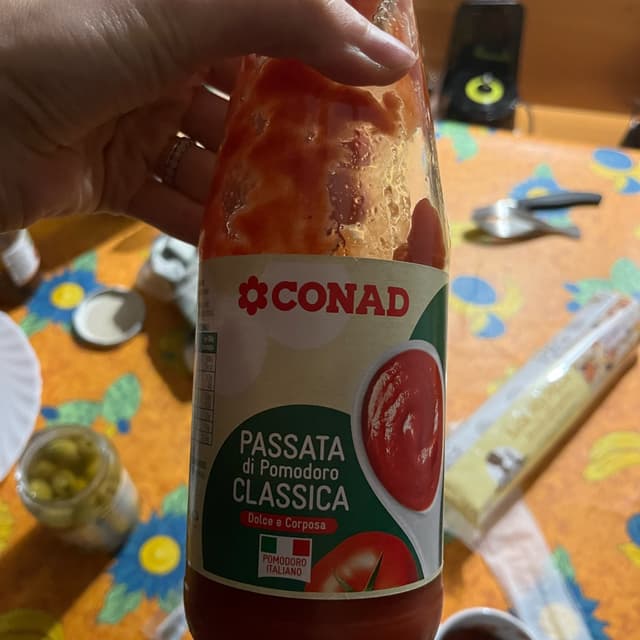 CONAD
PASSATA
di Pomodoro
CLASSICA
Dolce e Corposa
POMODORO
ITALIANO